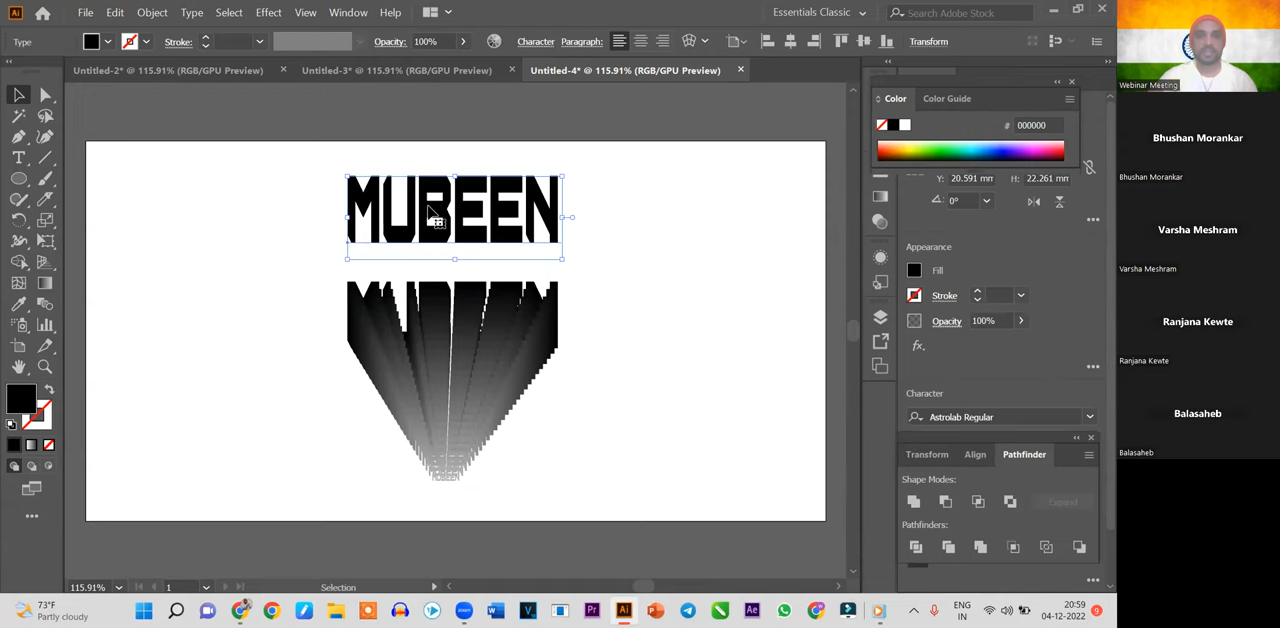 Ai File Edit Object Type Select Effect View Window Help Essentials Classic Search Adobe Stock
Type Stroke: Opacity: 100% Character Paragraph: Transform
Untitled-2* @ 115.91% (RGB/GPU Preview) Untitled-3* @ 115.91% (RGB/GPU Preview) Untitled-4* @ 115.91% (RGB/GPU Preview)
Webinar Meeting
Color Color Guide
# 000000
Y: 20.591 mm H: 22.261 mm
0°
MUBEEN
Appearance
Fill
Stroke
Opacity 100%
fx
Character
Astrolab Regular
Transform Align Pathfinder
Shape Modes:
Expand
Pathfinders:
MUBEEN
115.91% 1 Selection
Bhushan Morankar
Bhushan Morankar
Varsha Meshram
Varsha Meshram
Ranjana Kewte
Ranjana Kewte
Balasaheb
Balasaheb
73°F
Partly cloudy
ENG
IN
20:59
04-12-2022
9